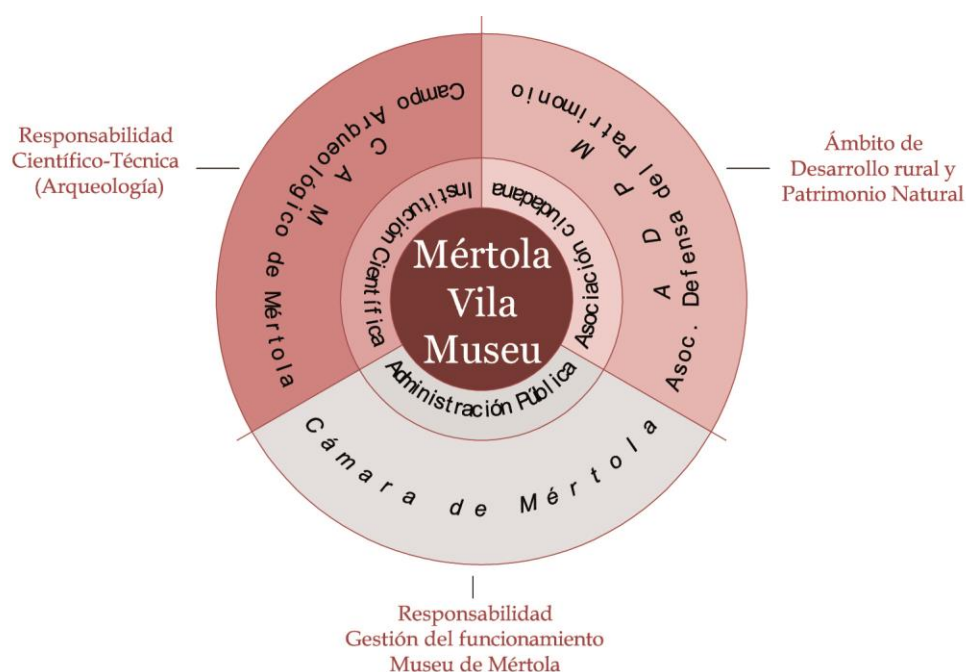 Responsabilidad
Científico-Técnica
(Arqueología)
Campo Arqueológico de Mértola
C A M
Institución Científica
Asoc. Defensa del Patrimonio
A D P M
Asociación ciudadana
Ámbito de
Desarrollo rural y
Patrimonio Natural
Mértola
Vila
Museu
Administración Pública
Cámara de Mértola
Responsabilidad
Gestión del funcionamiento
Museu de Mértola